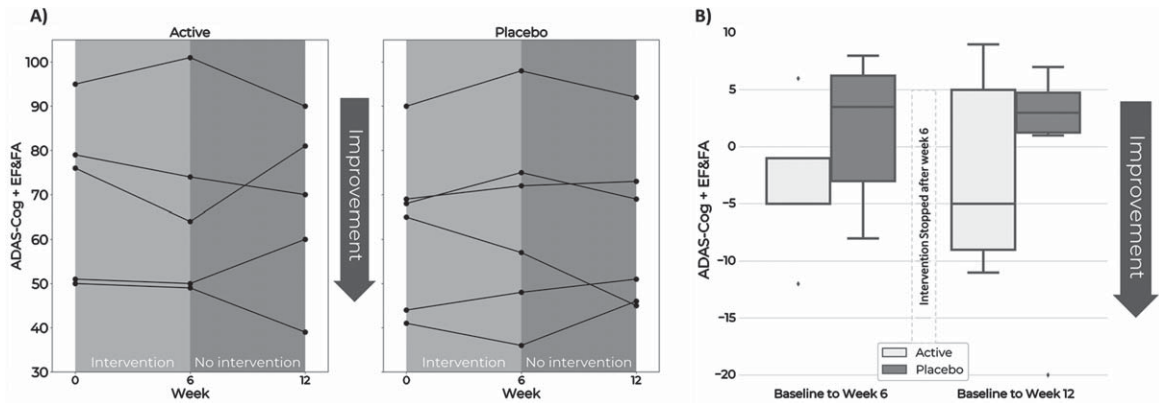 A)
Active
Placebo
ADAS-Cog + EF&FA
100
90
80
70
60
50
40
30
Intervention
No intervention
0
6
12
Week
Improvement
Intervention
No intervention
0
6
12
Week
B)
ADAS-Cog + EF&FA
10
5
0
−5
−10
−15
−20
Intervention Stopped after week 6
Active
Placebo
Baseline to Week 6
Baseline to Week 12
Improvement